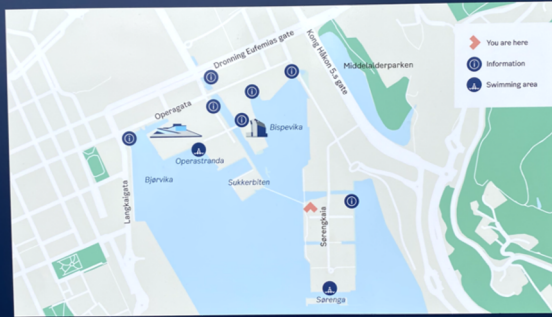 Dronning Eufemias gate
Kong Håkon 5.s gate
Middelalderparken
You are here
Information
Swimming area
Operagata
Bispevika
Operastranda
Bjørvika
Sukkerbiten
Langkaigata
Sørengkaia
Sørenga